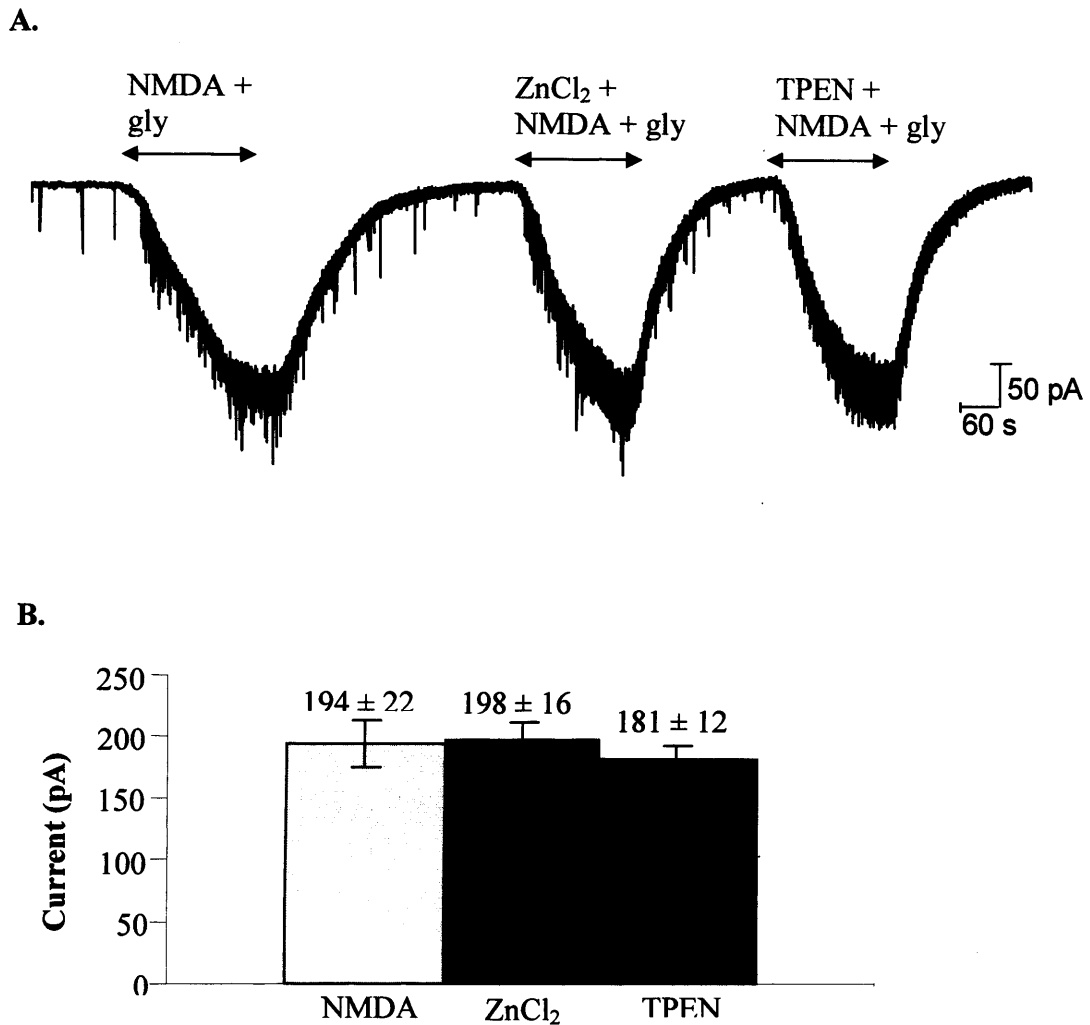 A.
NMDA +
gly
ZnCl₂ +
NMDA + gly
TPEN +
NMDA + gly
50 pA
60 s
B.
Current (pA)
250
200
150
100
50
0
194 ± 22
198 ± 16
181 ± 12
NMDA
ZnCl₂
TPEN